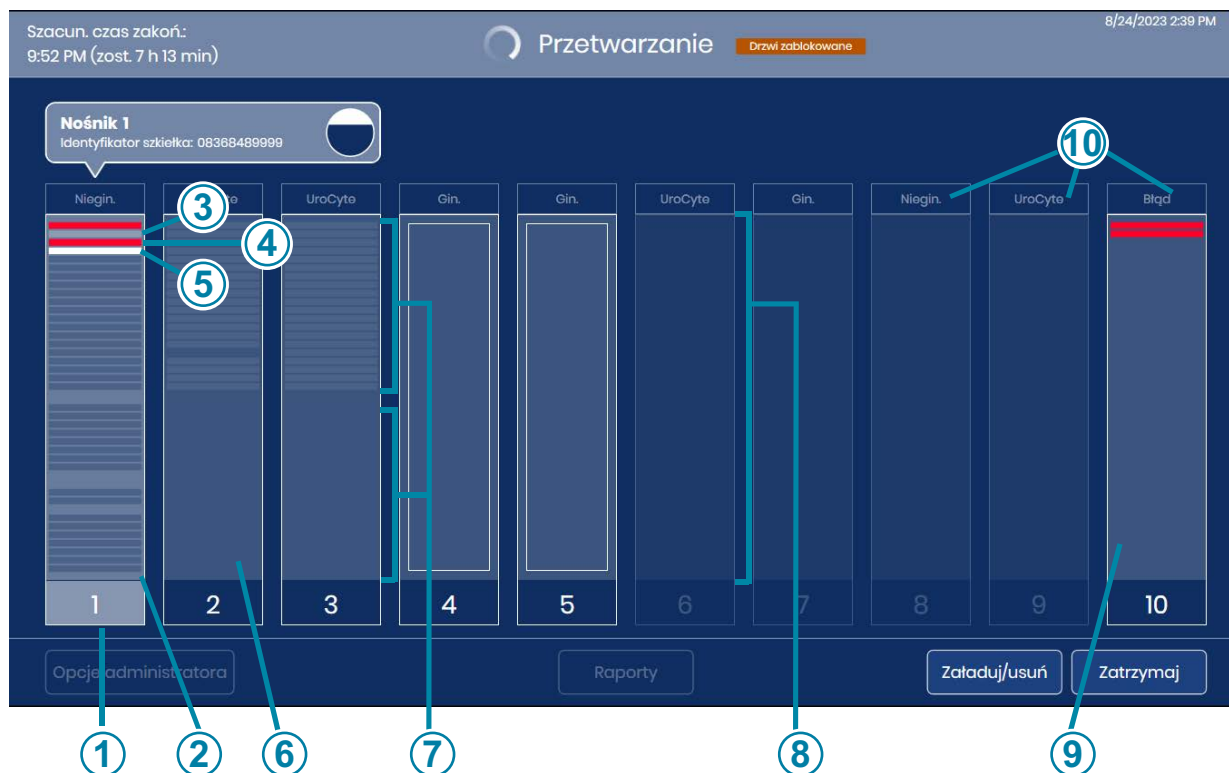 Szacun. czas zakoń.:
9:52 PM (zost. 7 h 13 min)
Przetwarzanie
Drzwi zablokowane
8/24/2023 2:39 PM
Nośnik 1
Identyfikator szkiełka: 08368489999
10
Niegin.
UroCyte
Gin.
Gin.
UroCyte
Gin.
Niegin.
UroCyte
Błąd
3
4
5
1
2
3
4
5
6
7
8
9
10
Opcje administratora
Raporty
Załaduj/usuń
Zatrzymaj
1
2
6
7
8
9